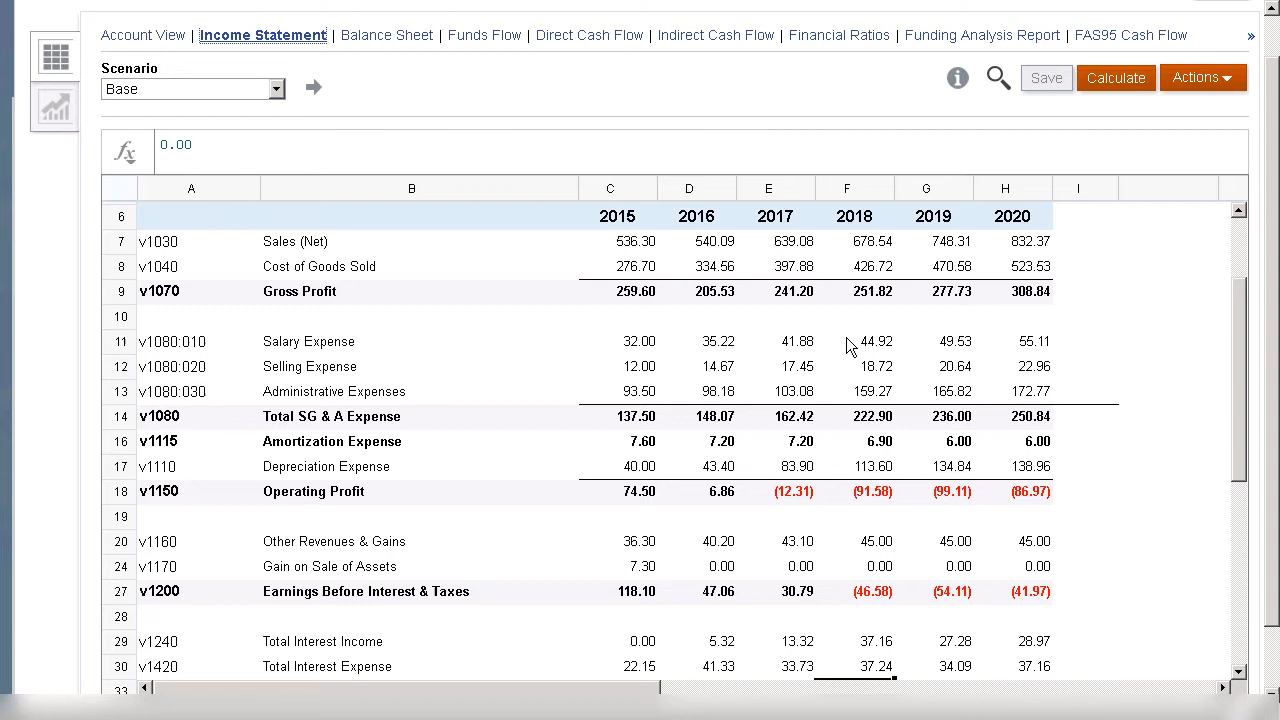 Account View | Income Statement | Balance Sheet | Funds Flow | Direct Cash Flow | Indirect Cash Flow | Financial Ratios | Funding Analysis Report | FAS95 Cash Flow »
Scenario
Base
Save Calculate Actions
fx 0.00
A B C D E F G H I
6 2015 2016 2017 2018 2019 2020
7 v1030 Sales (Net) 536.30 540.09 639.08 678.54 748.31 832.37
8 v1040 Cost of Goods Sold 276.70 334.56 397.88 426.72 470.58 523.53
9 v1070 Gross Profit 259.60 205.53 241.20 251.82 277.73 308.84
10
11 v1080:010 Salary Expense 32.00 35.22 41.88 44.92 49.53 55.11
12 v1080:020 Selling Expense 12.00 14.67 17.45 18.72 20.64 22.96
13 v1080:030 Administrative Expenses 93.50 98.18 103.08 159.27 165.82 172.77
14 v1080 Total SG & A Expense 137.50 148.07 162.42 222.90 236.00 250.84
16 v1115 Amortization Expense 7.60 7.20 7.20 6.90 6.00 6.00
17 v1110 Depreciation Expense 40.00 43.40 83.90 113.60 134.84 138.96
18 v1150 Operating Profit 74.50 6.86 (12.31) (91.58) (99.11) (86.97)
19
20 v1160 Other Revenues & Gains 36.30 40.20 43.10 45.00 45.00 45.00
24 v1170 Gain on Sale of Assets 7.30 0.00 0.00 0.00 0.00 0.00
27 v1200 Earnings Before Interest & Taxes 118.10 47.06 30.79 (46.58) (54.11) (41.97)
28
29 v1240 Total Interest Income 0.00 5.32 13.32 37.16 27.28 28.97
30 v1420 Total Interest Expense 22.15 41.33 33.73 37.24 34.09 37.16
33